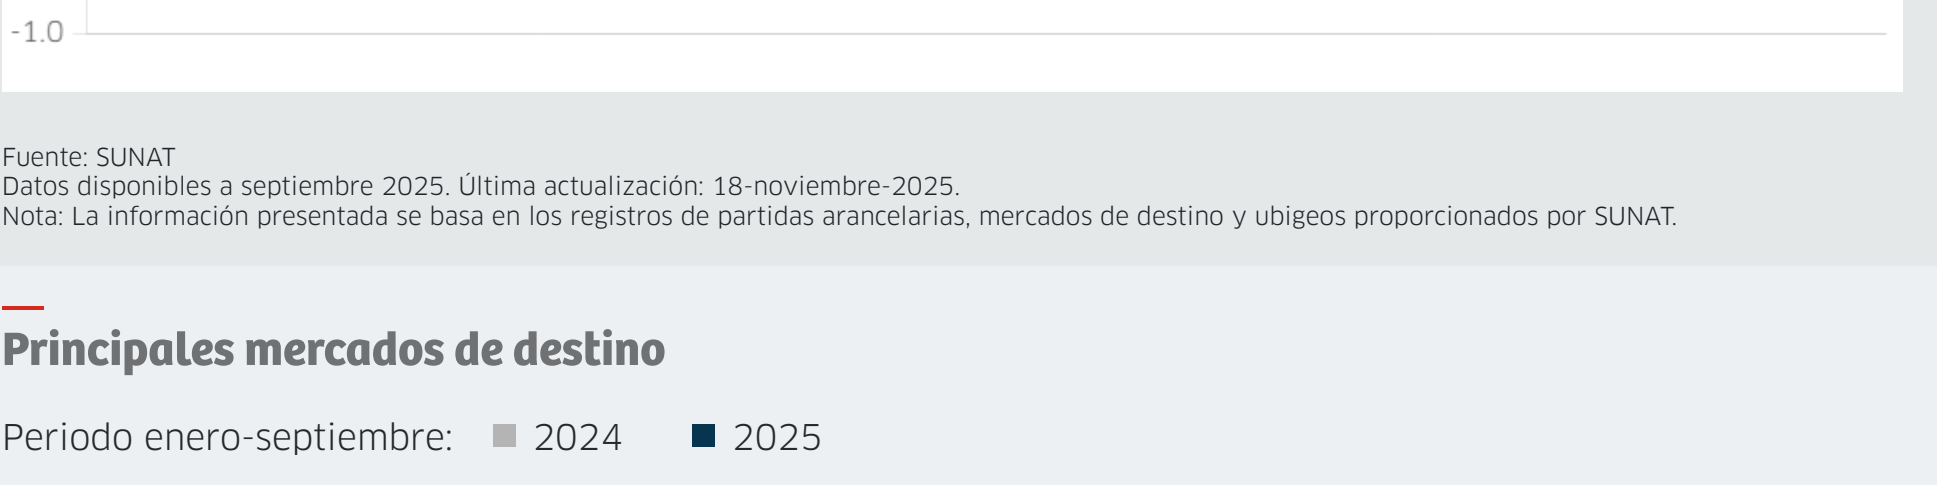 -1.0
Fuente: SUNAT
Datos disponibles a septiembre 2025. Última actualización: 18-noviembre-2025.
Nota: La información presentada se basa en los registros de partidas arancelarias, mercados de destino y ubigeos proporcionados por SUNAT.
Principales mercados de destino
Periodo enero-septiembre: 2024 2025